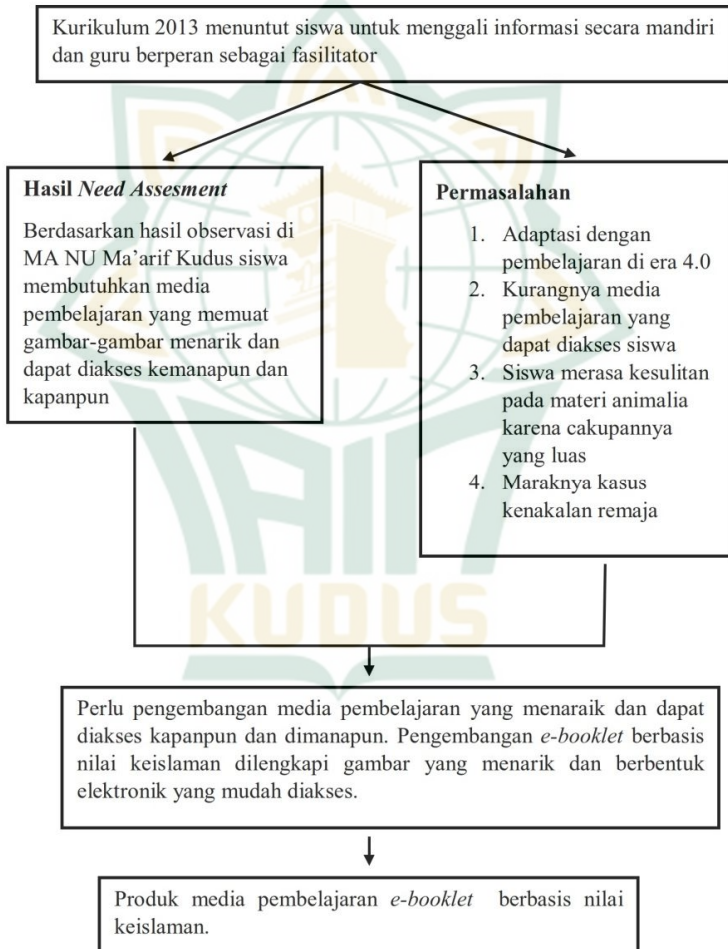 Kurikulum 2013 menuntut siswa untuk menggali informasi secara mandiri
dan guru berperan sebagai fasilitator
Hasil Need Assesment
Berdasarkan hasil observasi di
MA NU Ma’arif Kudus siswa
membutuhkan media
pembelajaran yang memuat
gambar-gambar menarik dan
dapat diakses kemanapun dan
kapanpun
Permasalahan
1. Adaptasi dengan
pembelajaran di era 4.0
2. Kurangnya media
pembelajaran yang
dapat diakses siswa
3. Siswa merasa kesulitan
pada materi animalia
karena cakupannya
yang luas
4. Maraknya kasus
kenakalan remaja
IAIN
KUDUS
Perlu pengembangan media pembelajaran yang menaraik dan dapat
diakses kapanpun dan dimanapun. Pengembangan e-booklet berbasis
nilai keislaman dilengkapi gambar yang menarik dan berbentuk
elektronik yang mudah diakses.
Produk media pembelajaran e-booklet berbasis nilai
keislaman.